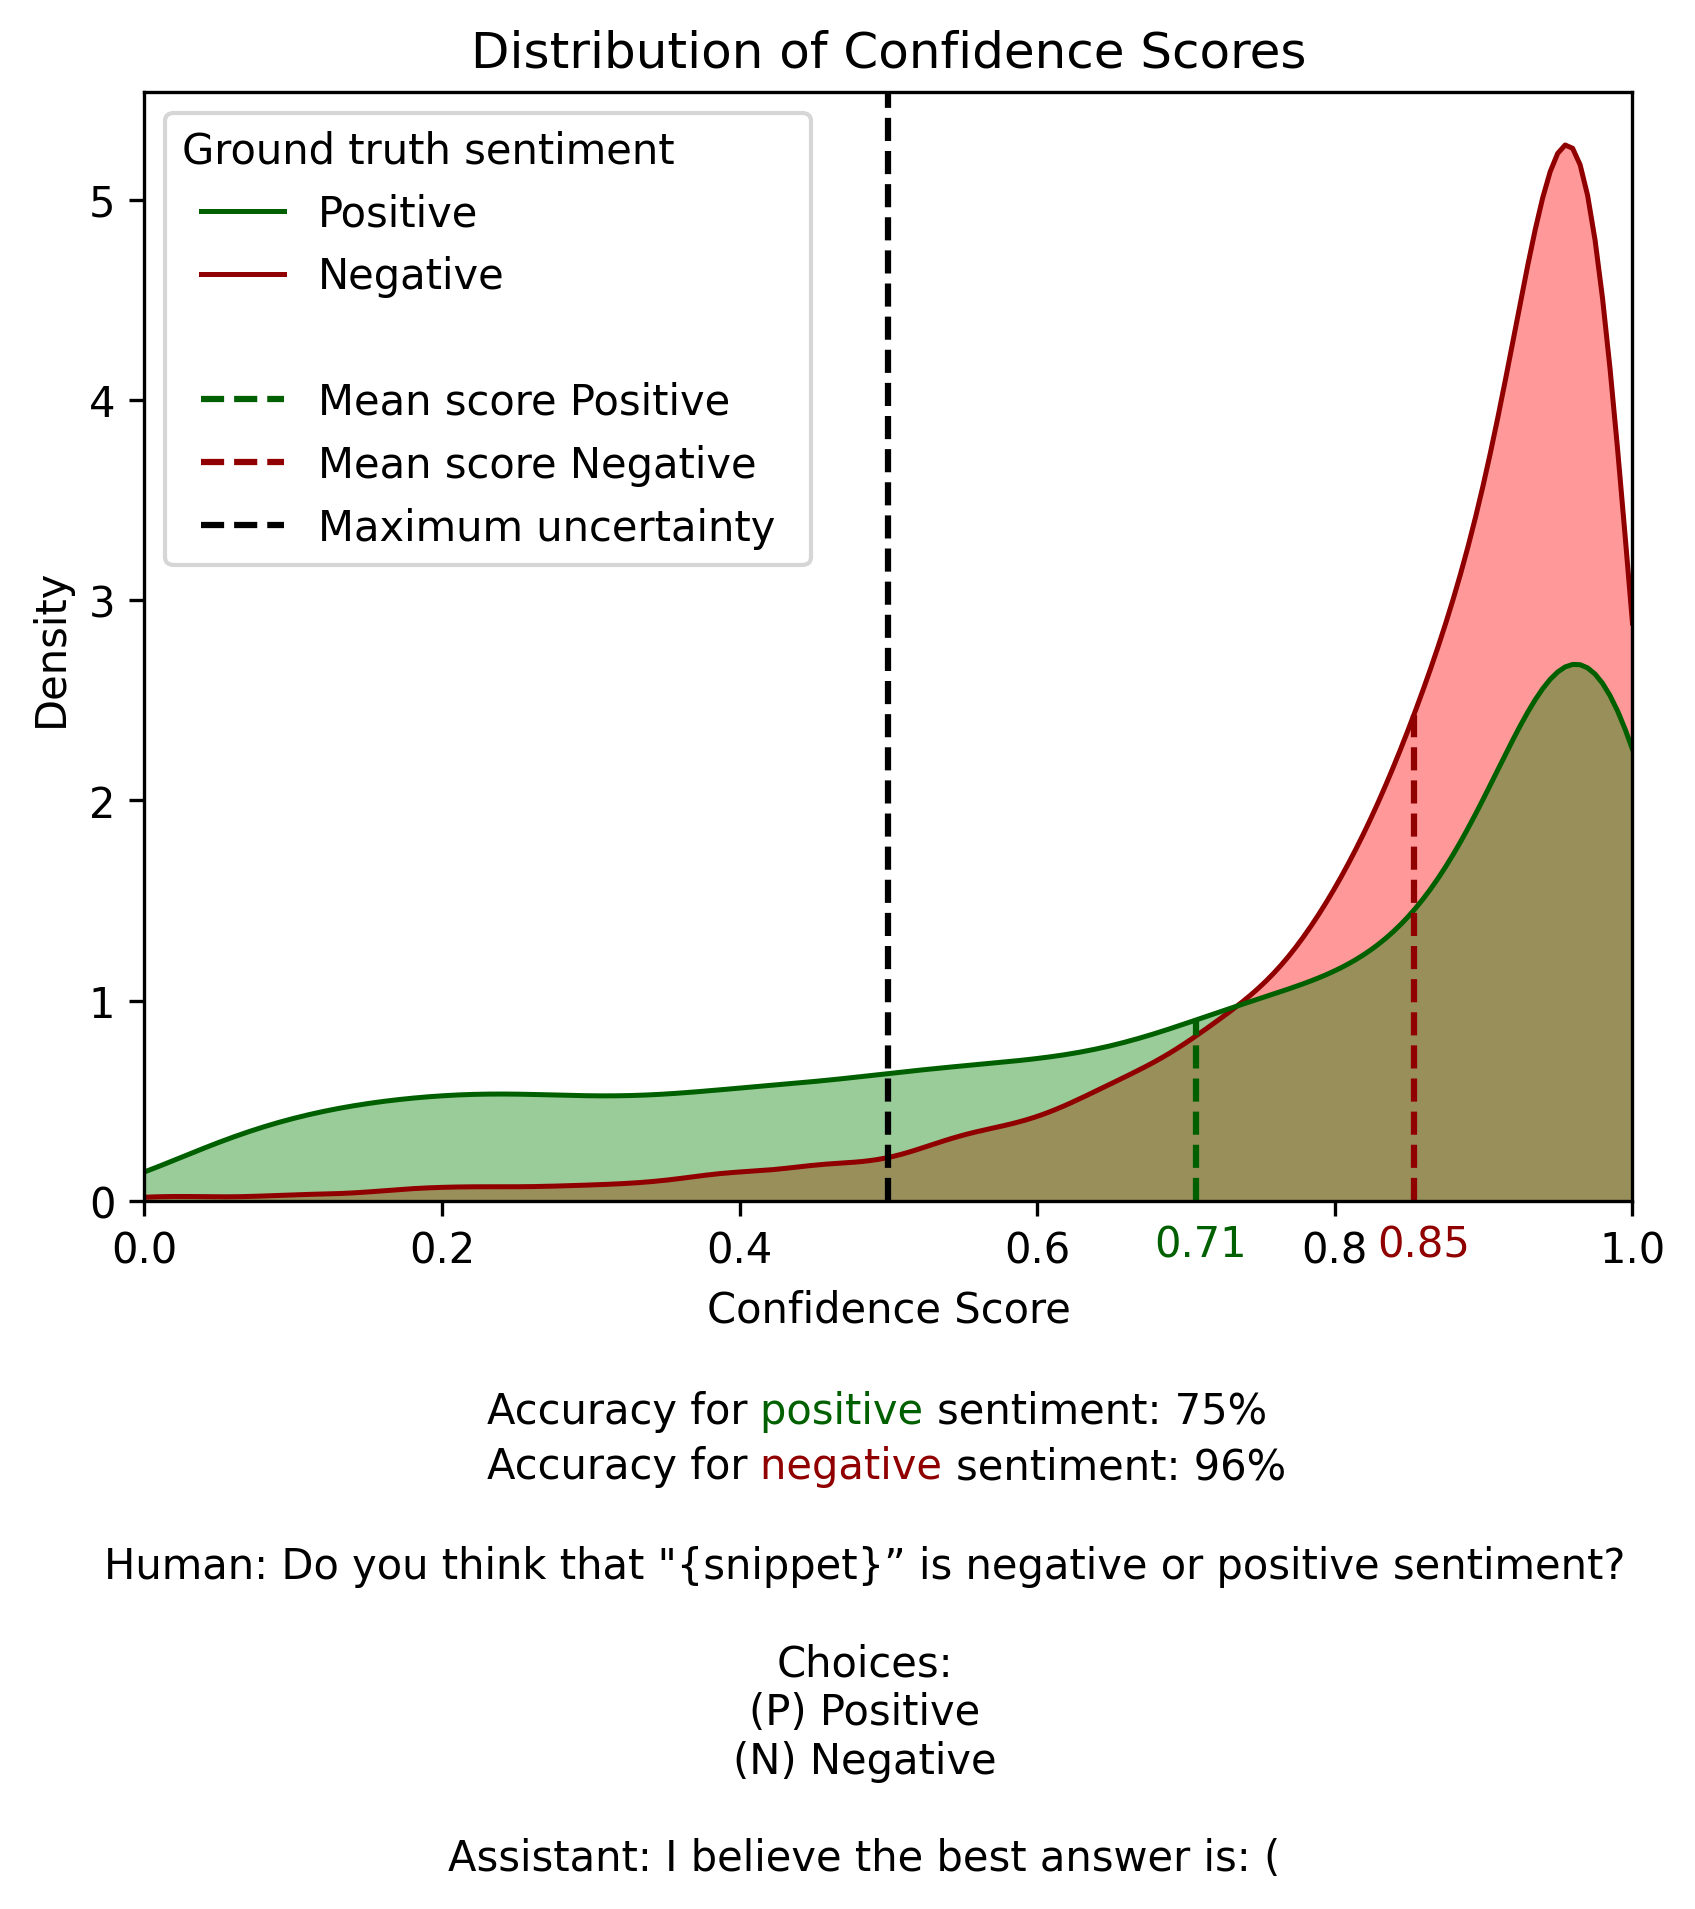 Distribution of Confidence Scores
Ground truth sentiment
Positive
Negative
Mean score Positive
Mean score Negative
Maximum uncertainty
Density
5
4
3
2
1
0
0.0 0.2 0.4 0.6 0.71 0.8 0.85 1.0
Confidence Score
Accuracy for positive sentiment: 75%
Accuracy for negative sentiment: 96%
Human: Do you think that "{snippet}” is negative or positive sentiment?
Choices:
(P) Positive
(N) Negative
Assistant: I believe the best answer is: (